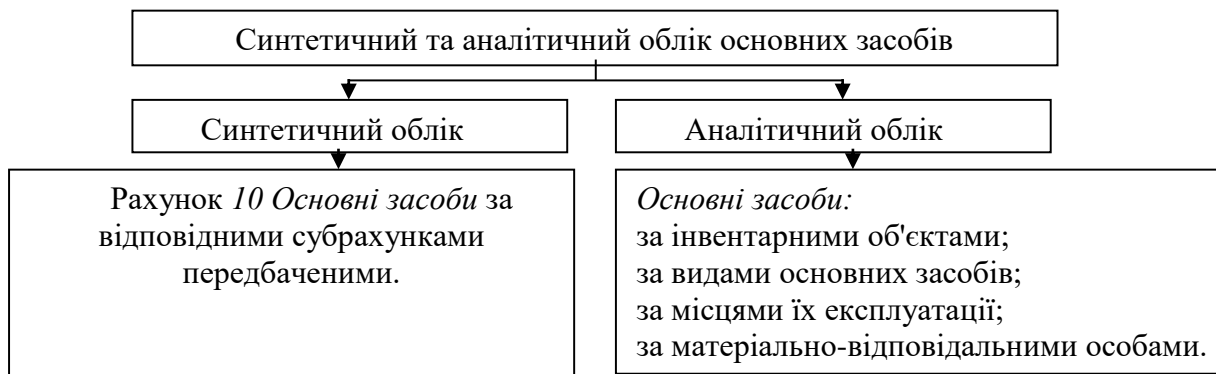 Синтетичний та аналітичний облік основних засобів
Синтетичний облік
Аналітичний облік
Рахунок 10 Основні засоби за
відповідними субрахунками
передбаченими.
Основні засоби:
за інвентарними об'єктами;
за видами основних засобів;
за місцями їх експлуатації;
за матеріально-відповідальними особами.